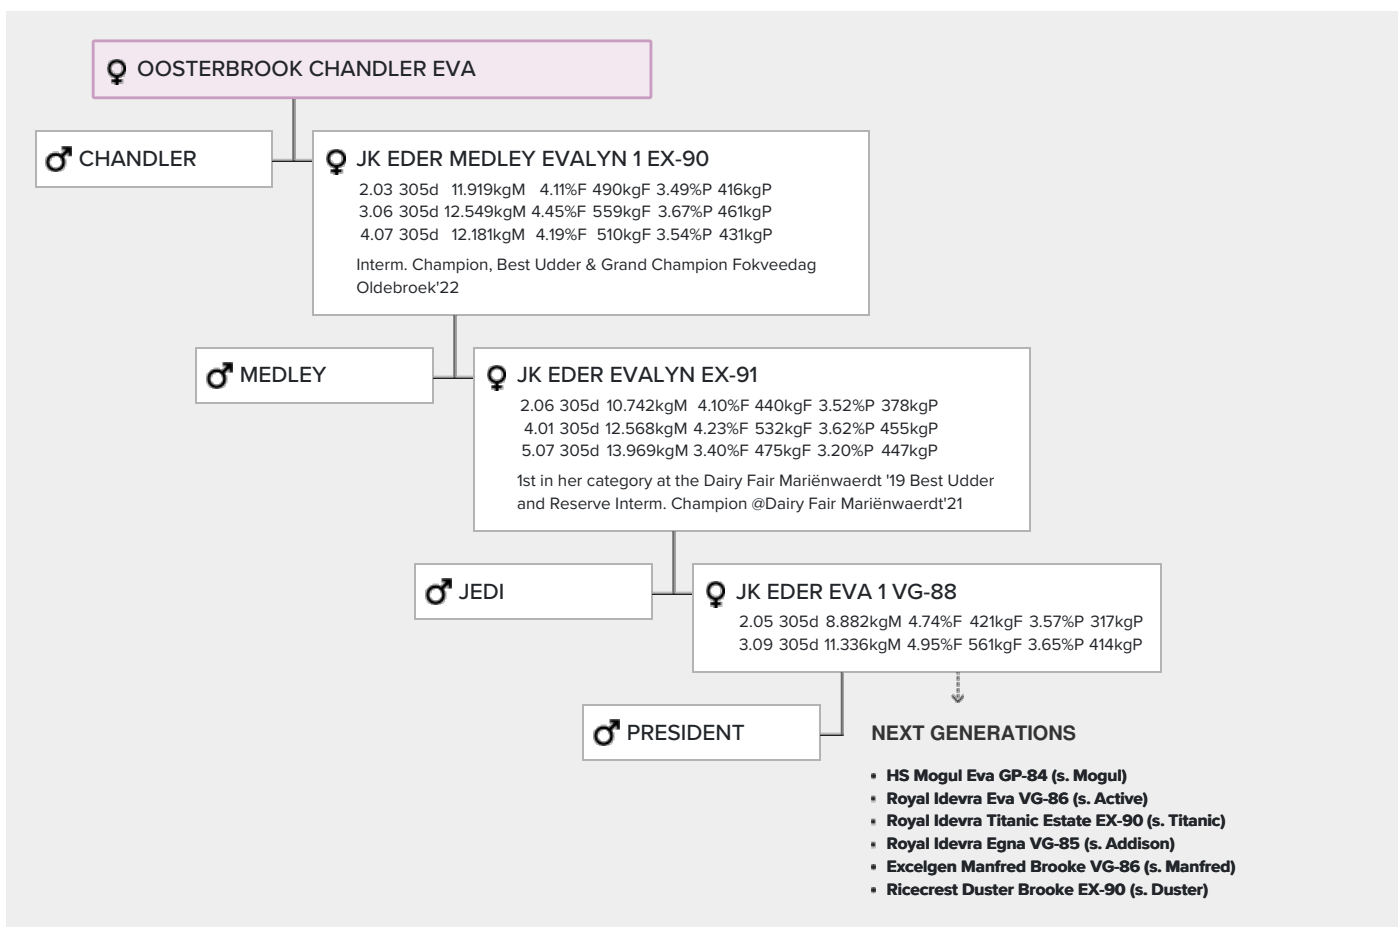 OOSTERBROOK CHANDLER EVA
CHANDLER
JK EDER MEDLEY EVALYN 1 EX-90
2.03 305d 11.919kgM 4.11%F 490kgF 3.49%P 416kgP
3.06 305d 12.549kgM 4.45%F 559kgF 3.67%P 461kgP
4.07 305d 12.181kgM 4.19%F 510kgF 3.54%P 431kgP
Interm. Champion, Best Udder & Grand Champion Fokveedag
Oldebroek'22
MEDLEY
JK EDER EVALYN EX-91
2.06 305d 10.742kgM 4.10%F 440kgF 3.52%P 378kgP
4.01 305d 12.568kgM 4.23%F 532kgF 3.62%P 455kgP
5.07 305d 13.969kgM 3.40%F 475kgF 3.20%P 447kgP
1st in her category at the Dairy Fair Mariënwaerdt '19 Best Udder
and Reserve Interm. Champion @Dairy Fair Mariënwaerdt'21
JEDI
JK EDER EVA 1 VG-88
2.05 305d 8.882kgM 4.74%F 421kgF 3.57%P 317kgP
3.09 305d 11.336kgM 4.95%F 561kgF 3.65%P 414kgP
PRESIDENT
NEXT GENERATIONS
• HS Mogul Eva GP-84 (s. Mogul)
• Royal Idevra Eva VG-86 (s. Active)
• Royal Idevra Titanic Estate EX-90 (s. Titanic)
• Royal Idevra Egna VG-85 (s. Addison)
• Excelgen Manfred Brooke VG-86 (s. Manfred)
• Ricecrest Duster Brooke EX-90 (s. Duster)